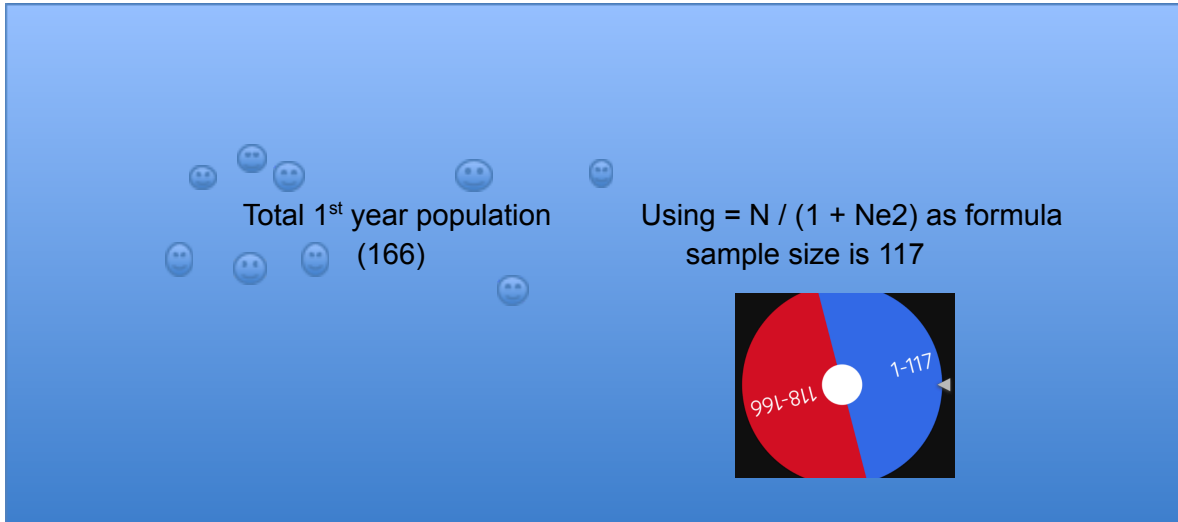 Total 1st year population
(166)
Using = N / (1 + Ne2) as formula
sample size is 117
1-117
118-166